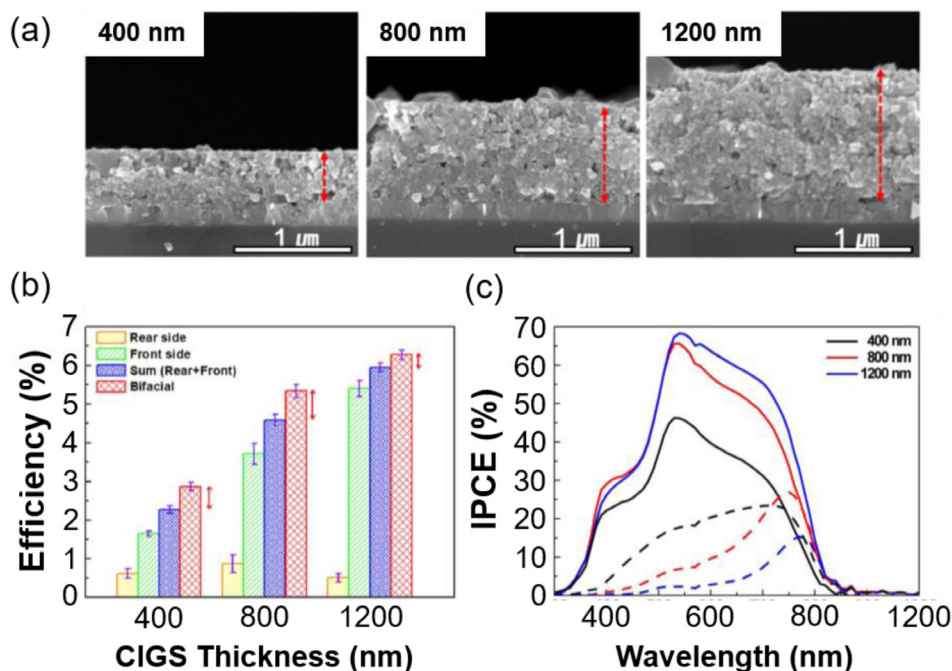 (a)
400 nm
800 nm
1200 nm
1 μm
1 μm
1 μm
(b)
7
6
5
4
3
2
1
0
Efficiency (%)
Rear side
Front side
Sum (Rear+Front)
Bifacial
400
800
1200
CIGS Thickness (nm)
(c)
70
60
50
40
30
20
10
0
IPCE (%)
400 nm
800 nm
1200 nm
400
600
800
1000
1200
Wavelength (nm)